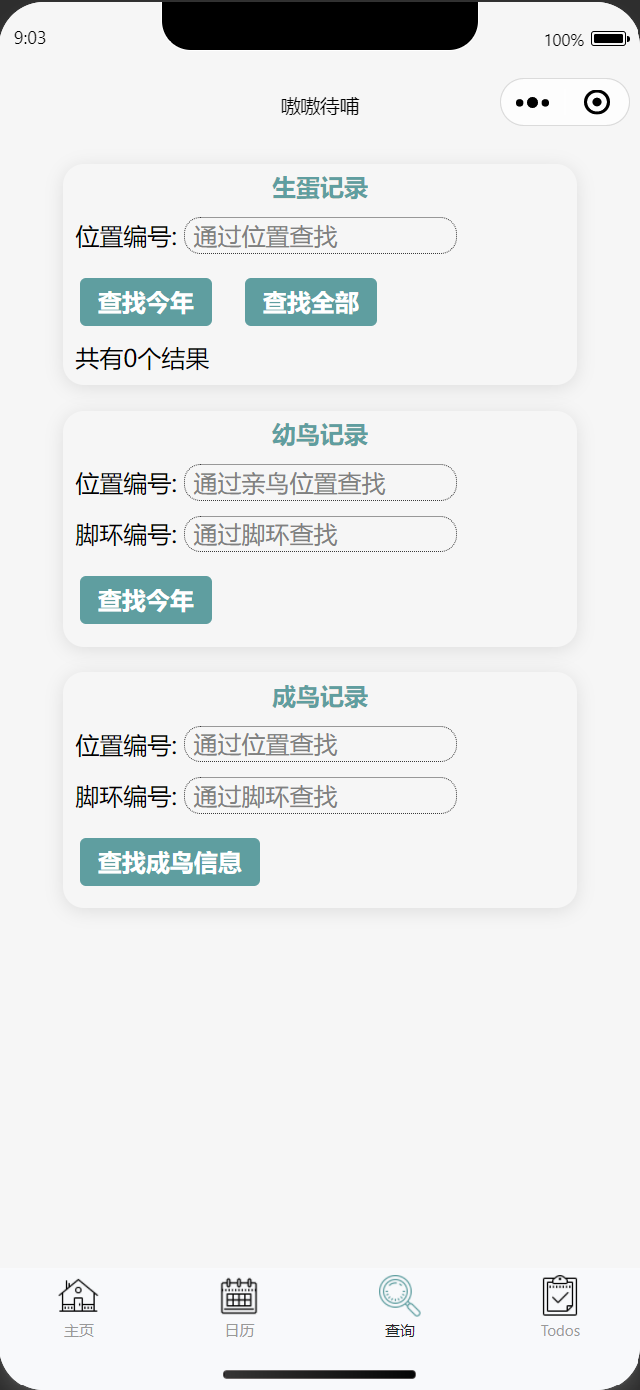 9:03
100%
嗷嗷待哺
生蛋记录
位置编号: 通过位置查找
查找今年 查找全部
共有0个结果
幼鸟记录
位置编号: 通过亲鸟位置查找
脚环编号: 通过脚环查找
查找今年
成鸟记录
位置编号: 通过位置查找
脚环编号: 通过脚环查找
查找成鸟信息
主页 日历 查询 Todos